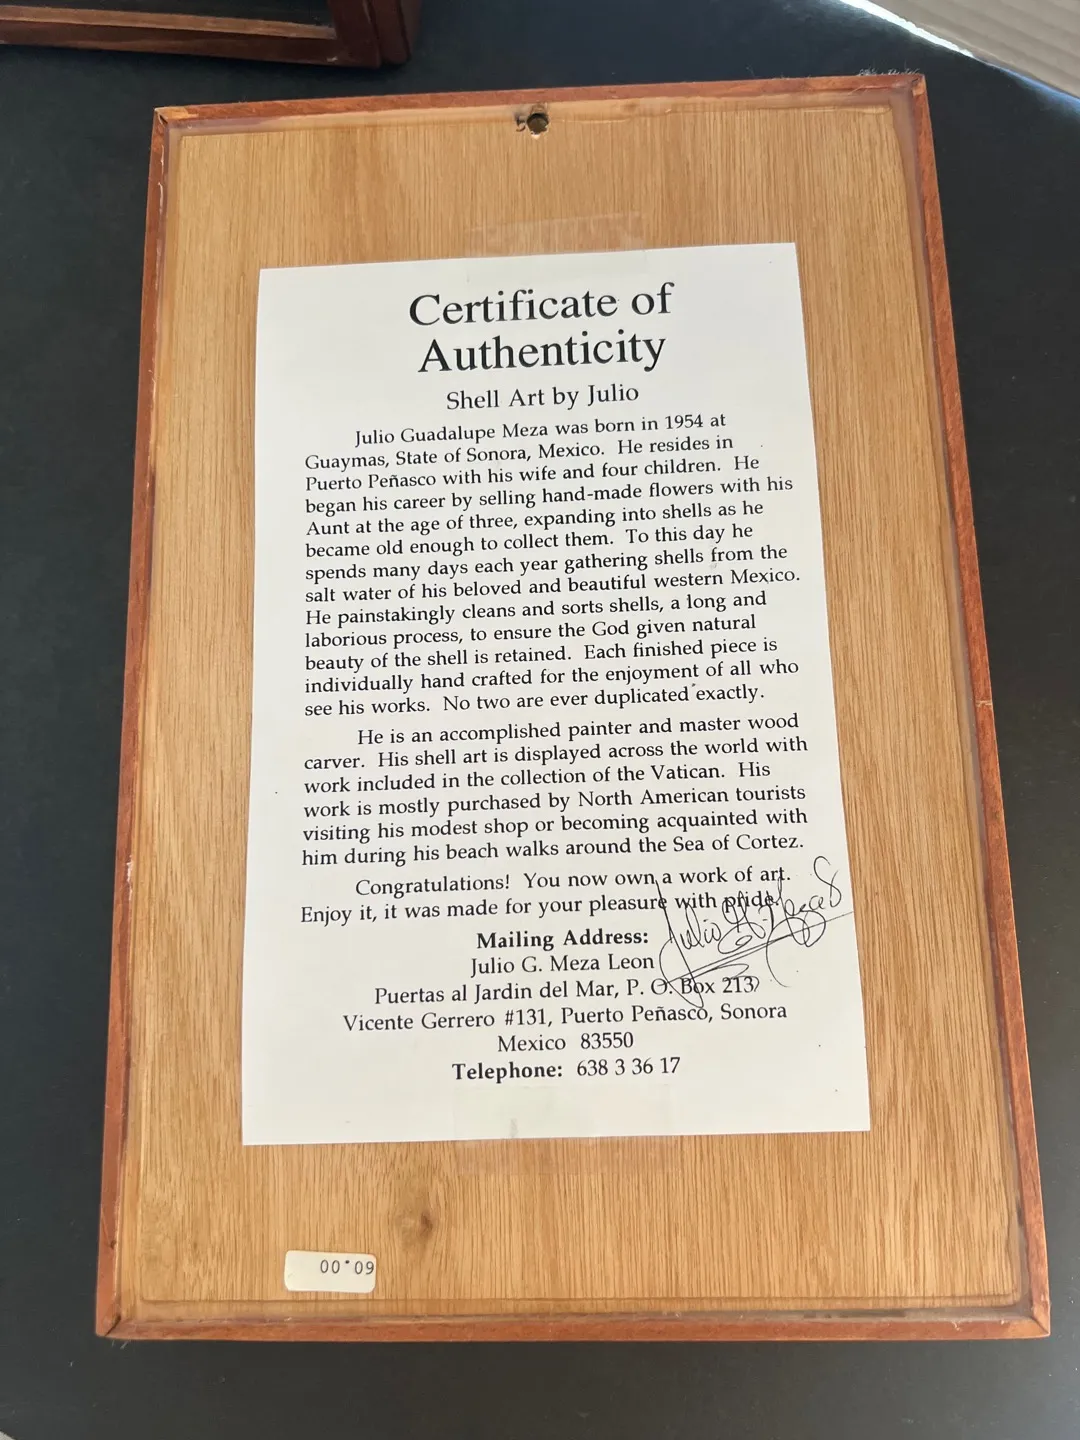 Certificate of
Authenticity
Shell Art by Julio
Julio Guadalupe Meza was born in 1954 at
Guaymas, State of Sonora, Mexico. He resides in
Puerto Peñasco with his wife and four children. He
began his career by selling hand-made flowers with his
Aunt at the age of three, expanding into shells as he
became old enough to collect them. To this day he
spends many days each year gathering shells from the
salt water of his beloved and beautiful western Mexico.
He painstakingly cleans and sorts shells, a long and
laborious process, to ensure the God given natural
beauty of the shell is retained. Each finished piece is
individually hand crafted for the enjoyment of all who
see his works. No two are ever duplicated exactly.
He is an accomplished painter and master wood
carver. His shell art is displayed across the world with
work included in the collection of the Vatican. His
work is mostly purchased by North American tourists
visiting his modest shop or becoming acquainted with
him during his beach walks around the Sea of Cortez.
Congratulations! You now own a work of art.
Enjoy it, it was made for your pleasure with pride.
Julio G. Meza
Mailing Address:
Julio G. Meza Leon
Puertas al Jardin del Mar, P. O. Box 213
Vicente Gerrero #131, Puerto Peñasco, Sonora
Mexico 83550
Telephone: 638 3 36 17
60.00